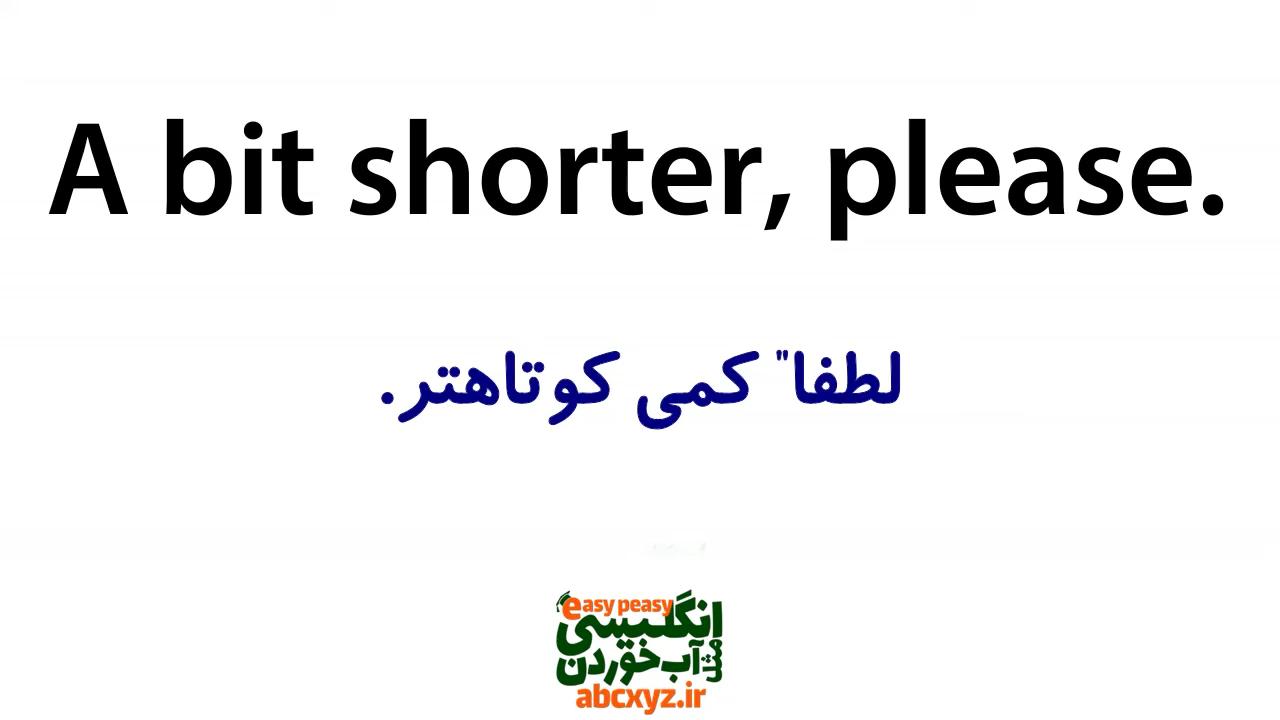 A bit shorter, please.
لطفا" کمی کوتاهتر.
easy peasy
انگلیسی
مثل آب خوردن
abcxyz.ir